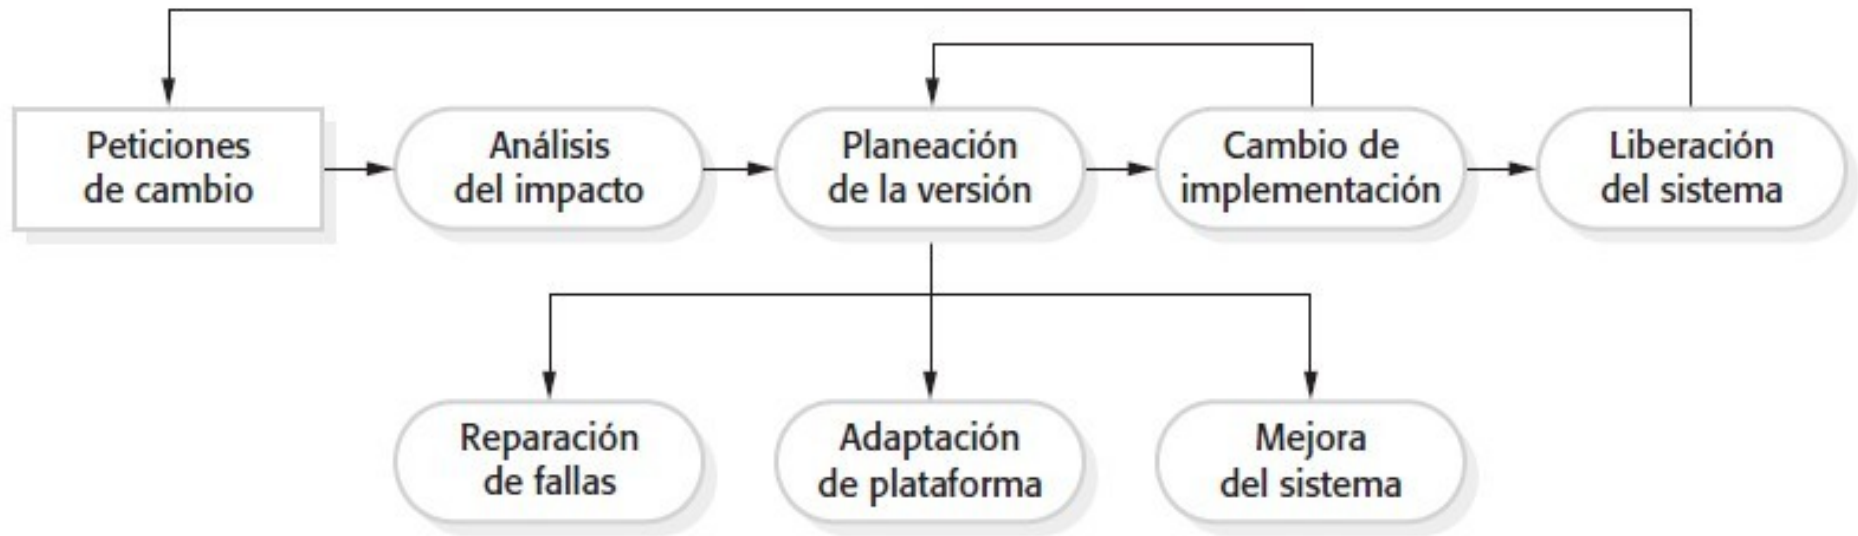 Peticiones
de cambio
Análisis
del impacto
Planeación
de la versión
Cambio de
implementación
Liberación
del sistema
Reparación
de fallas
Adaptación
de plataforma
Mejora
del sistema